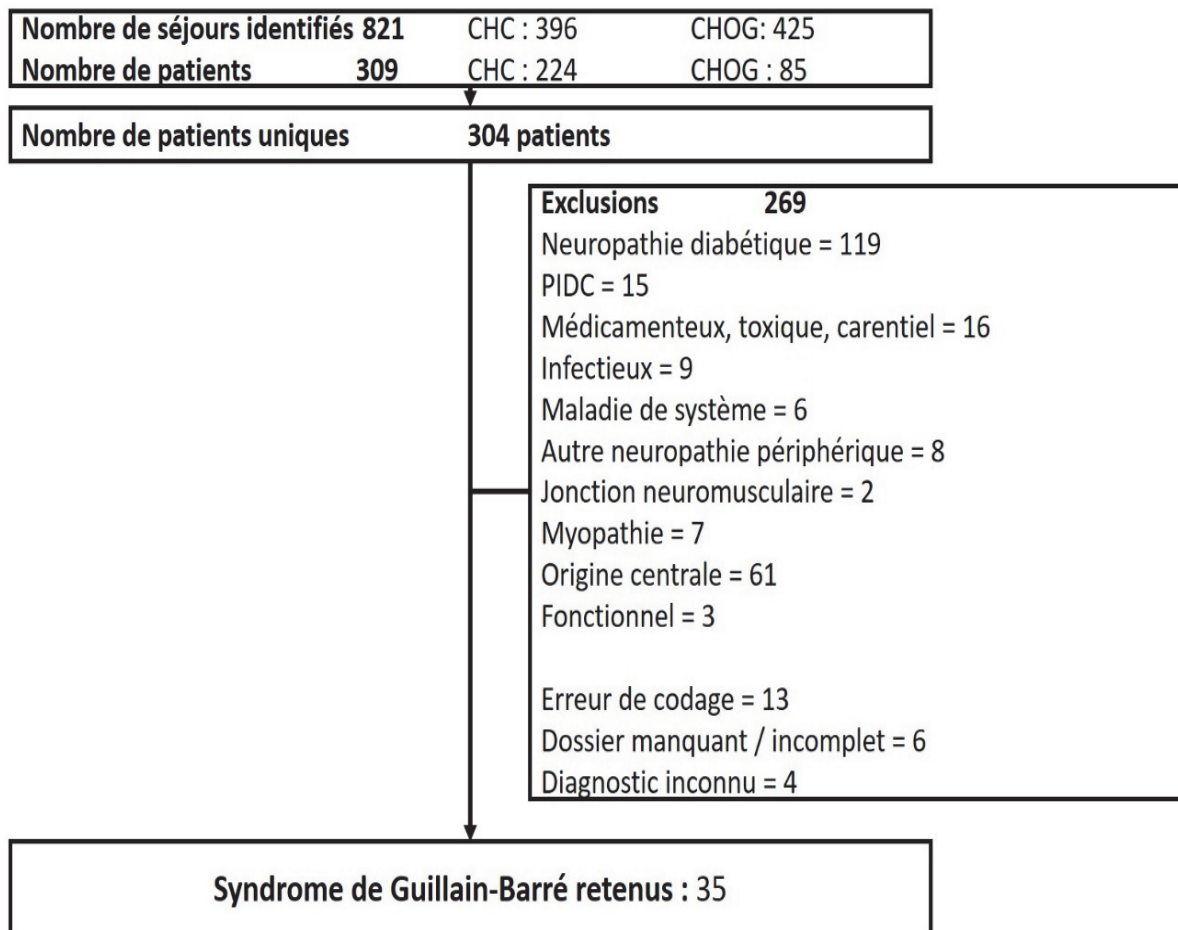 Nombre de séjours identifiés 821 CHC : 396 CHOG: 425
Nombre de patients 309 CHC : 224 CHOG : 85
Nombre de patients uniques 304 patients
Exclusions 269
Neuropathie diabétique = 119
PIDC = 15
Médicamenteux, toxique, carentiel = 16
Infectieux = 9
Maladie de système = 6
Autre neuropathie périphérique = 8
Jonction neuromusculaire = 2
Myopathie = 7
Origine centrale = 61
Fonctionnel = 3
Erreur de codage = 13
Dossier manquant / incomplet = 6
Diagnostic inconnu = 4
Syndrome de Guillain-Barré retenus : 35